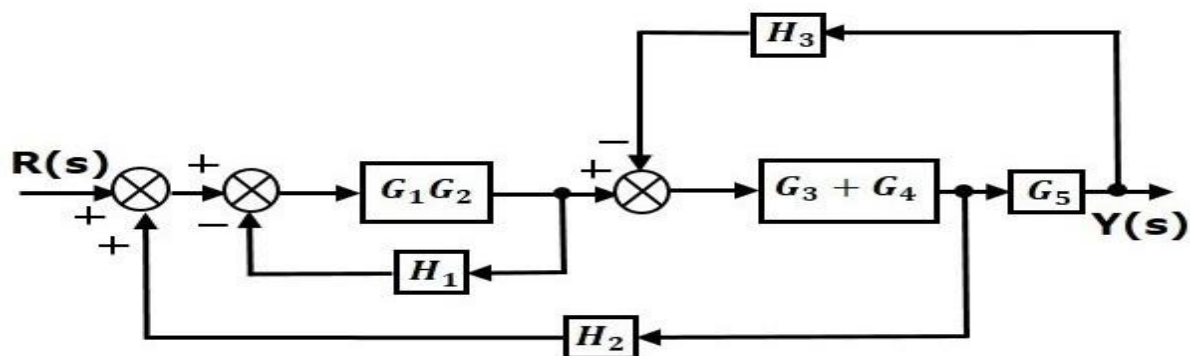 H₃
−
R(s)
+
+
+
−
G₁G₂
+
G₃ + G₄
G₅
Y(s)
+
H₁
H₂